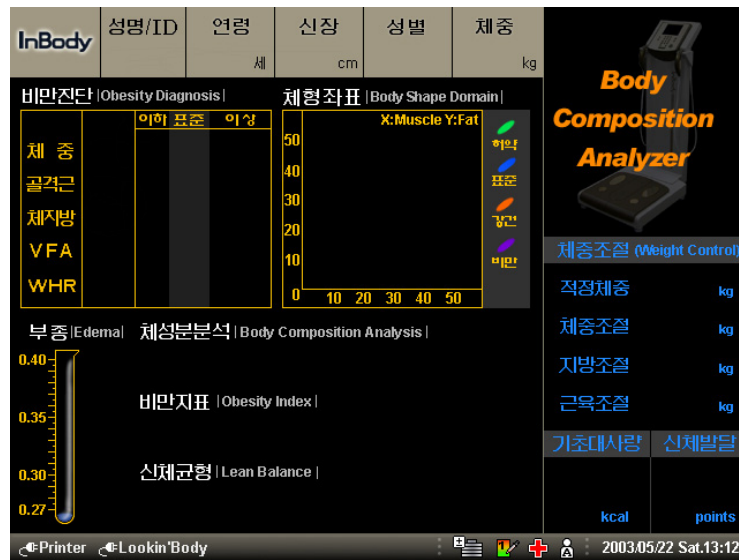 InBody
성명/ID 연령 신장 성별 체중
세 cm kg
비만진단 |Obesity Diagnosis|
이하 표준 이상
체 중
골격근
체지방
VFA
WHR
체형좌표 |Body Shape Domain|
X:Muscle Y:Fat
50
40
30
20
10
0 10 20 30 40 50
허약
표준
강건
비만
Body
Composition
Analyzer
체중조절 (Weight Control)
적정체중 kg
체중조절 kg
지방조절 kg
근육조절 kg
기초대사량 신체발달
kcal points
부종|Edema|
0.40
0.35
0.30
0.27
체성분분석 |Body Composition Analysis|
비만지표 |Obesity Index|
신체균형 |Lean Balance|
Printer Lookin'Body
2003/05/22 Sat.13:12